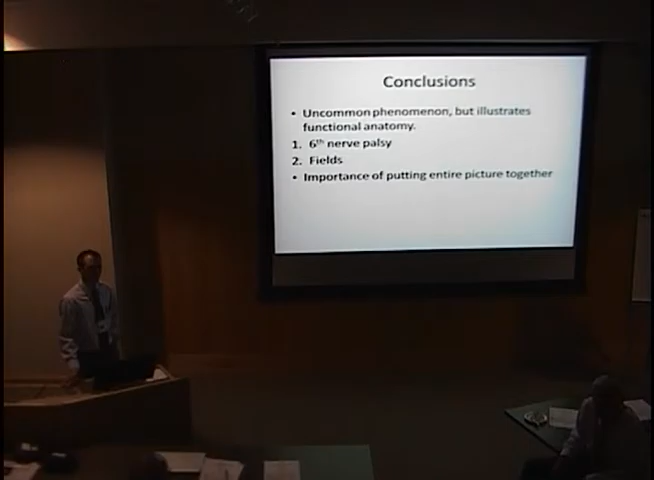 Conclusions
• Uncommon phenomenon, but illustrates
functional anatomy.
1. 6th nerve palsy
2. Fields
• Importance of putting entire picture together